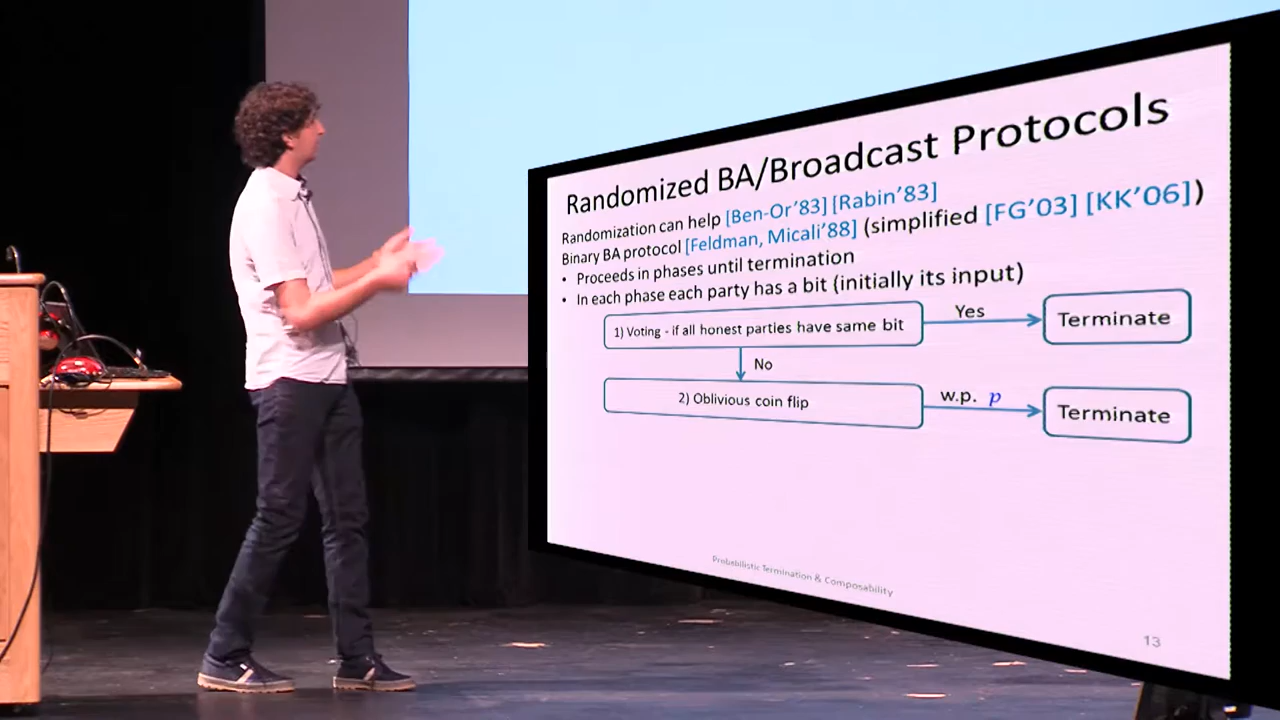 Randomized BA/Broadcast Protocols
Randomization can help [Ben-Or'83] [Rabin'83]
Binary BA protocol [Feldman, Micali'88] (simplified [FG'03] [KK'06])
• Proceeds in phases until termination
• In each phase each party has a bit (initially its input)
1) Voting - if all honest parties have same bit
Yes
Terminate
No
2) Oblivious coin flip
w.p. p
Terminate
Probabilistic Termination & Composability
13